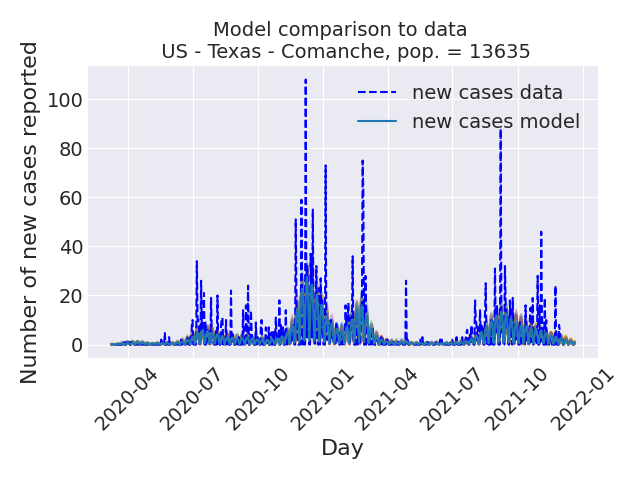 Model comparison to data
US - Texas - Comanche, pop. = 13635
new cases data
new cases model
Number of new cases reported
100
80
60
40
20
0
2020-04
2020-07
2020-10
2021-01
2021-04
2021-07
2021-10
2022-01
Day